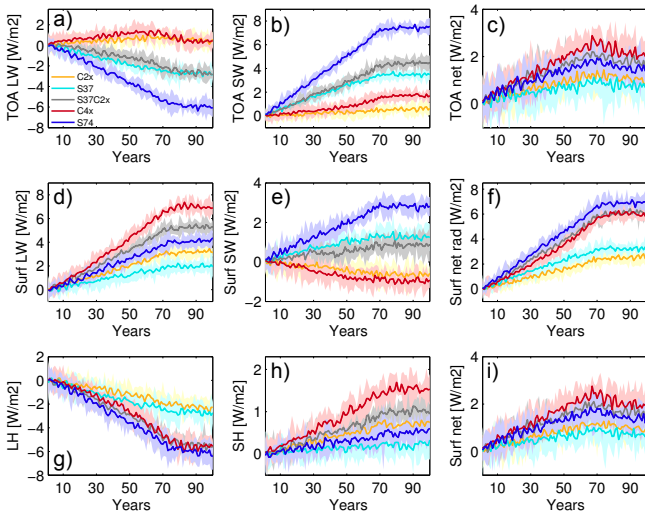 a)
TOA LW [W/m2]
2
0
−2
−4
−6
−8
C2x
S37
S37C2x
C4x
S74
10 30 50 70 90
Years
b)
TOA SW [W/m2]
8
6
4
2
0
10 30 50 70 90
Years
c)
TOA net [W/m2]
4
2
0
10 30 50 70 90
Years
d)
Surf LW [W/m2]
8
6
4
2
0
10 30 50 70 90
Years
e)
Surf SW [W/m2]
4
2
0
−2
10 30 50 70 90
Years
f)
Surf net rad [W/m2]
8
6
4
2
0
10 30 50 70 90
Years
g)
LH [W/m2]
2
0
−2
−4
−6
−8
10 30 50 70 90
Years
h)
SH [W/m2]
2
1
0
10 30 50 70 90
Years
i)
Surf net [W/m2]
4
2
0
10 30 50 70 90
Years